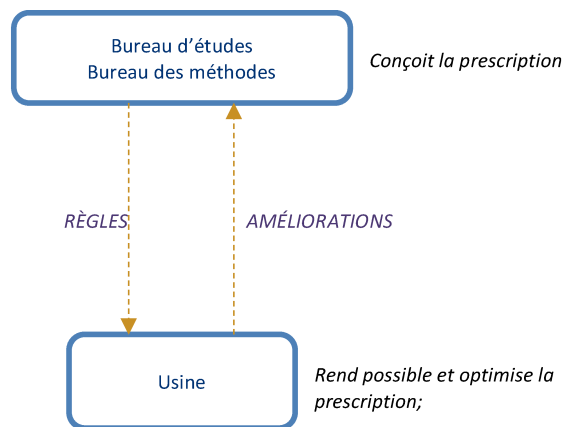 Bureau d’études
Bureau des méthodes
Conçoit la prescription
RÈGLES
AMÉLIORATIONS
Usine
Rend possible et optimise la
prescription;